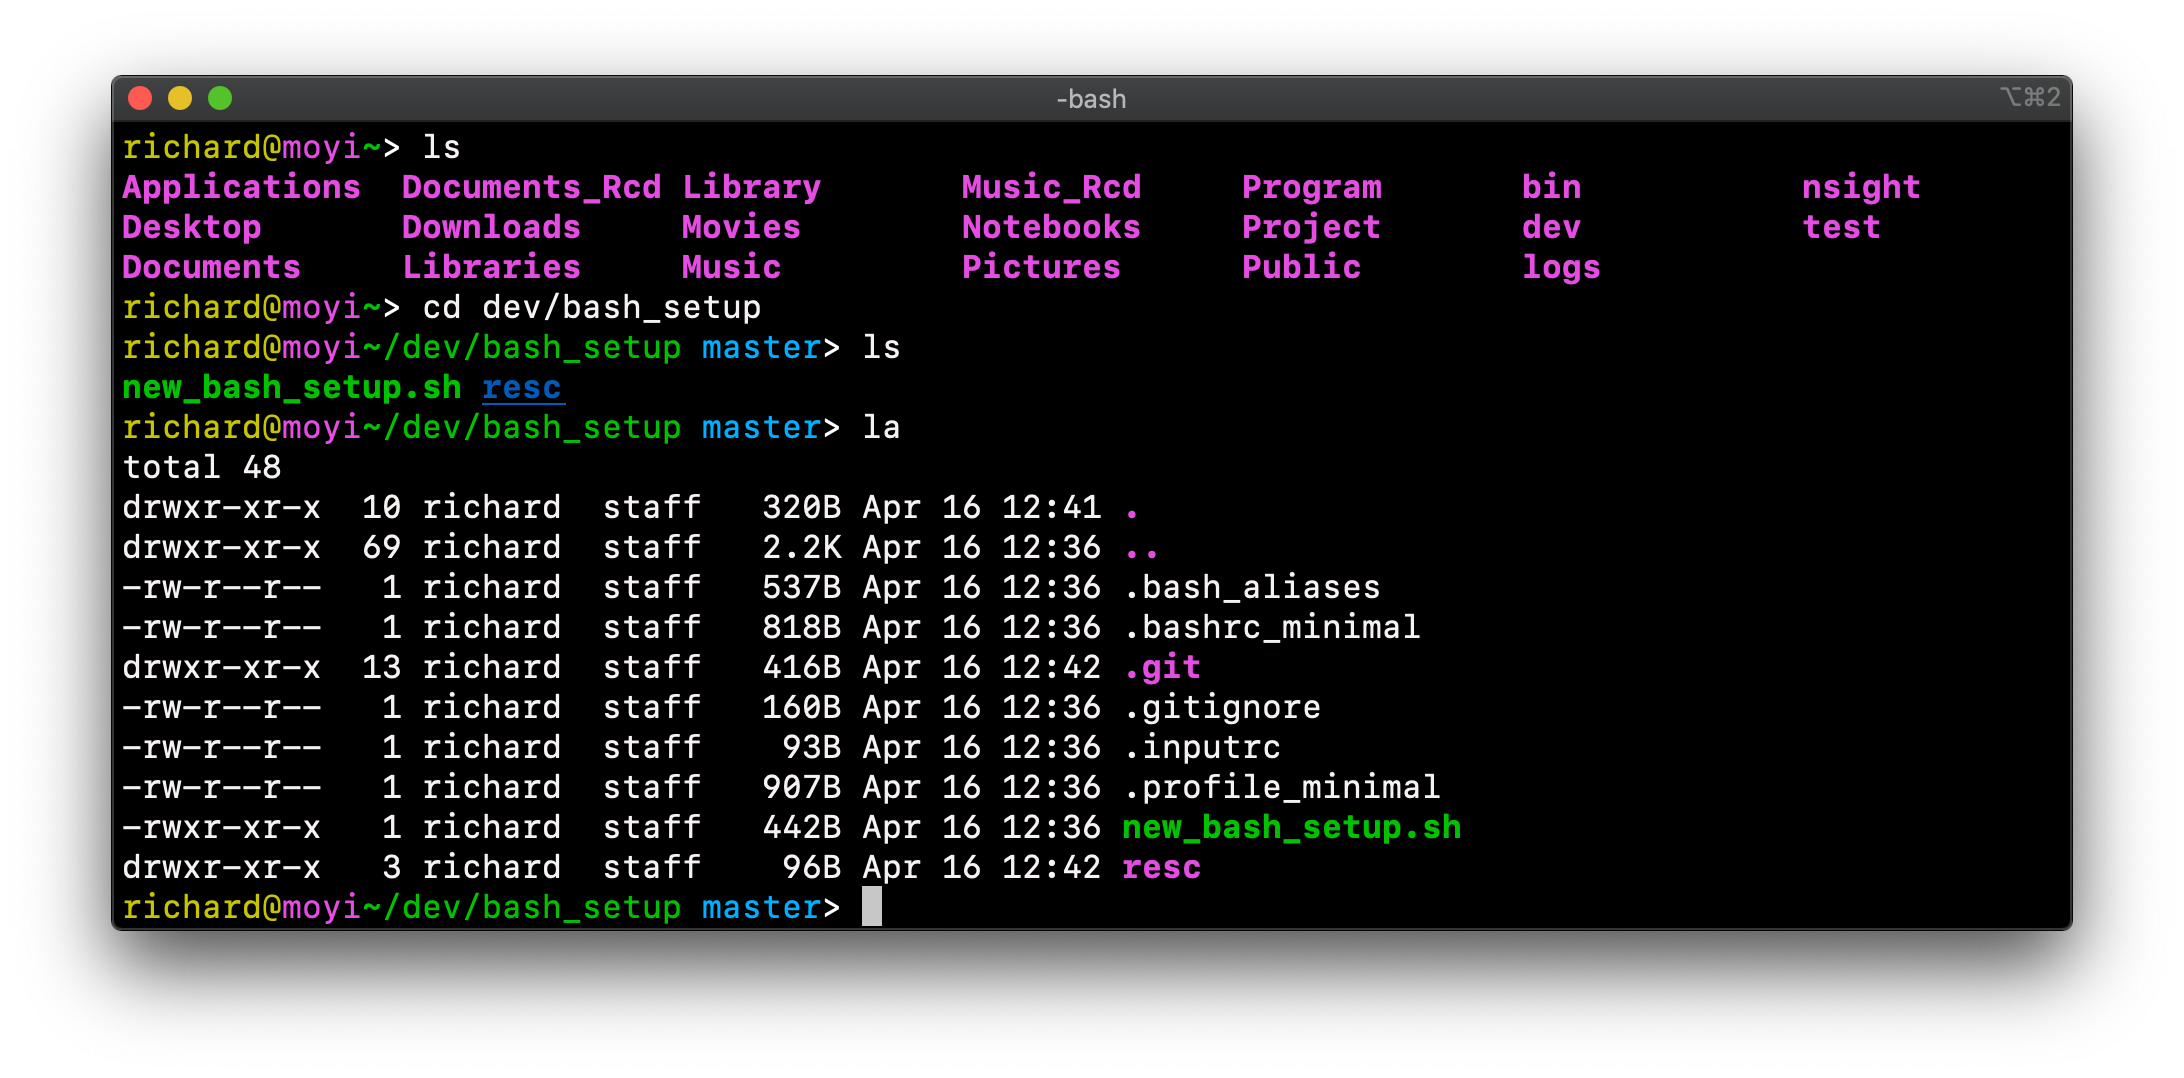 -bash ⌥⌘2
richard@moyi~> ls
Applications  Documents_Rcd Library       Music_Rcd     Program       bin           nsight
Desktop       Downloads     Movies        Notebooks     Project       dev           test
Documents     Libraries     Music         Pictures      Public        logs
richard@moyi~> cd dev/bash_setup
richard@moyi~/dev/bash_setup master> ls
new_bash_setup.sh resc
richard@moyi~/dev/bash_setup master> la
total 48
drwxr-xr-x  10 richard  staff   320B Apr 16 12:41 .
drwxr-xr-x  69 richard  staff   2.2K Apr 16 12:36 ..
-rw-r--r--   1 richard  staff   537B Apr 16 12:36 .bash_aliases
-rw-r--r--   1 richard  staff   818B Apr 16 12:36 .bashrc_minimal
drwxr-xr-x  13 richard  staff   416B Apr 16 12:42 .git
-rw-r--r--   1 richard  staff   160B Apr 16 12:36 .gitignore
-rw-r--r--   1 richard  staff    93B Apr 16 12:36 .inputrc
-rw-r--r--   1 richard  staff   907B Apr 16 12:36 .profile_minimal
-rwxr-xr-x   1 richard  staff   442B Apr 16 12:36 new_bash_setup.sh
drwxr-xr-x   3 richard  staff    96B Apr 16 12:42 resc
richard@moyi~/dev/bash_setup master>